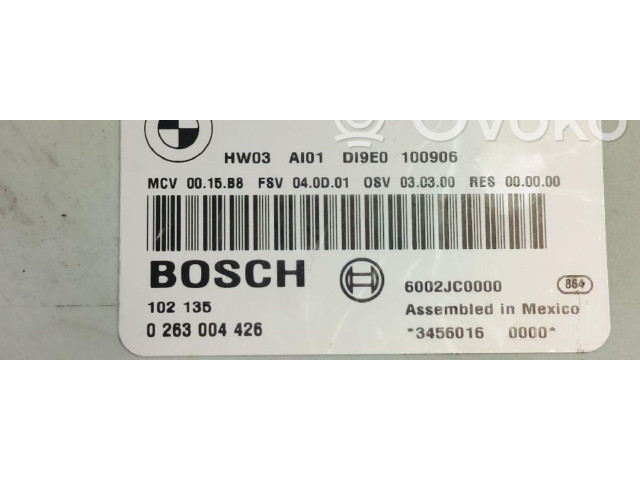 OVOKO
HW03 AI01 DI9E0 100906
MCV 00.15.B8 FSV 04.0D.01 OSV 03.03.00 RES 00.00.00
BOSCH
6002JC0000 864
102 135 Assembled in Mexico
0 263 004 426 *3456016 0000*